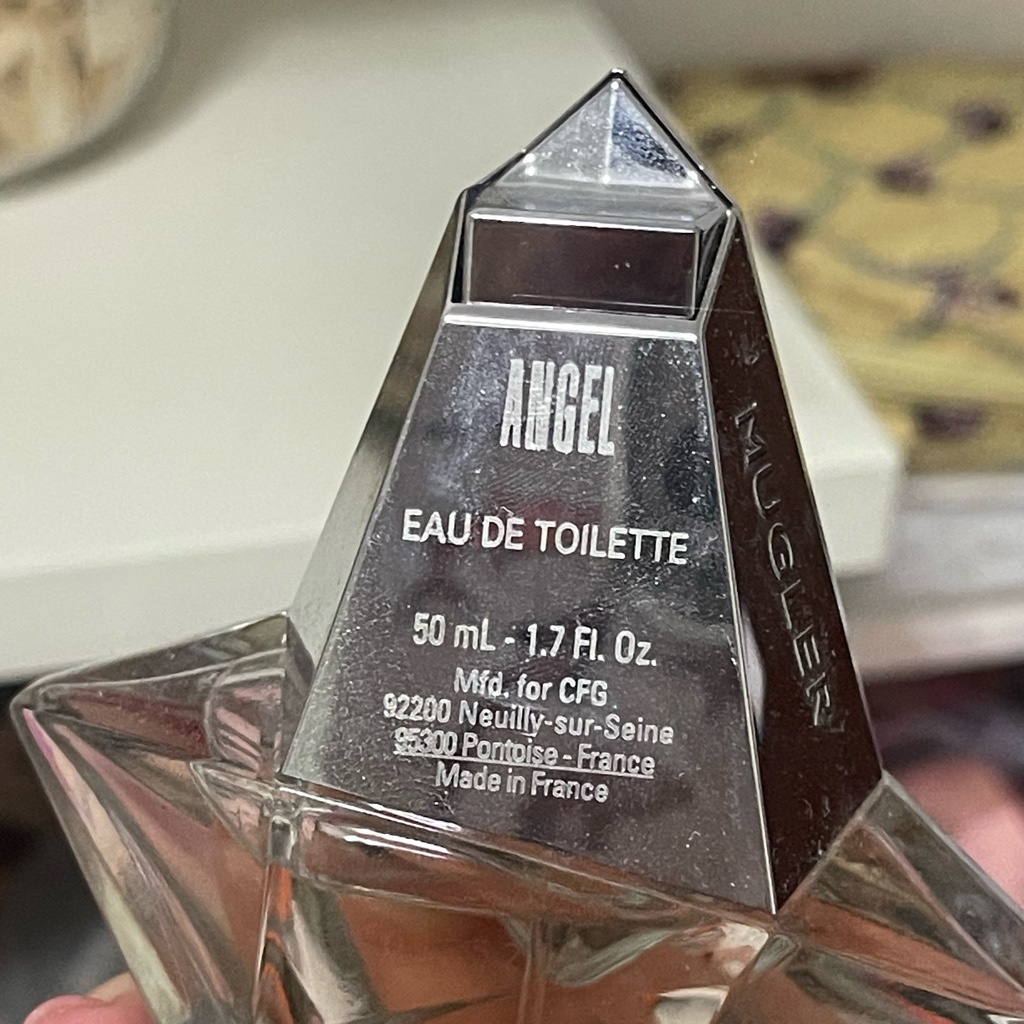 ANGEL
EAU DE TOILETTE
50 mL - 1.7 Fl. Oz.
Mfd. for CFG
92200 Neuilly-sur-Seine
95300 Pontoise - France
Made in France
MUGLER